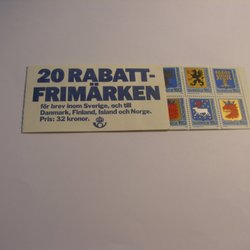 20 RABATT-
FRIMÄRKEN
för brev inom Sverige, och till
Danmark, Finland, Island och Norge.
Pris: 32 kronor.